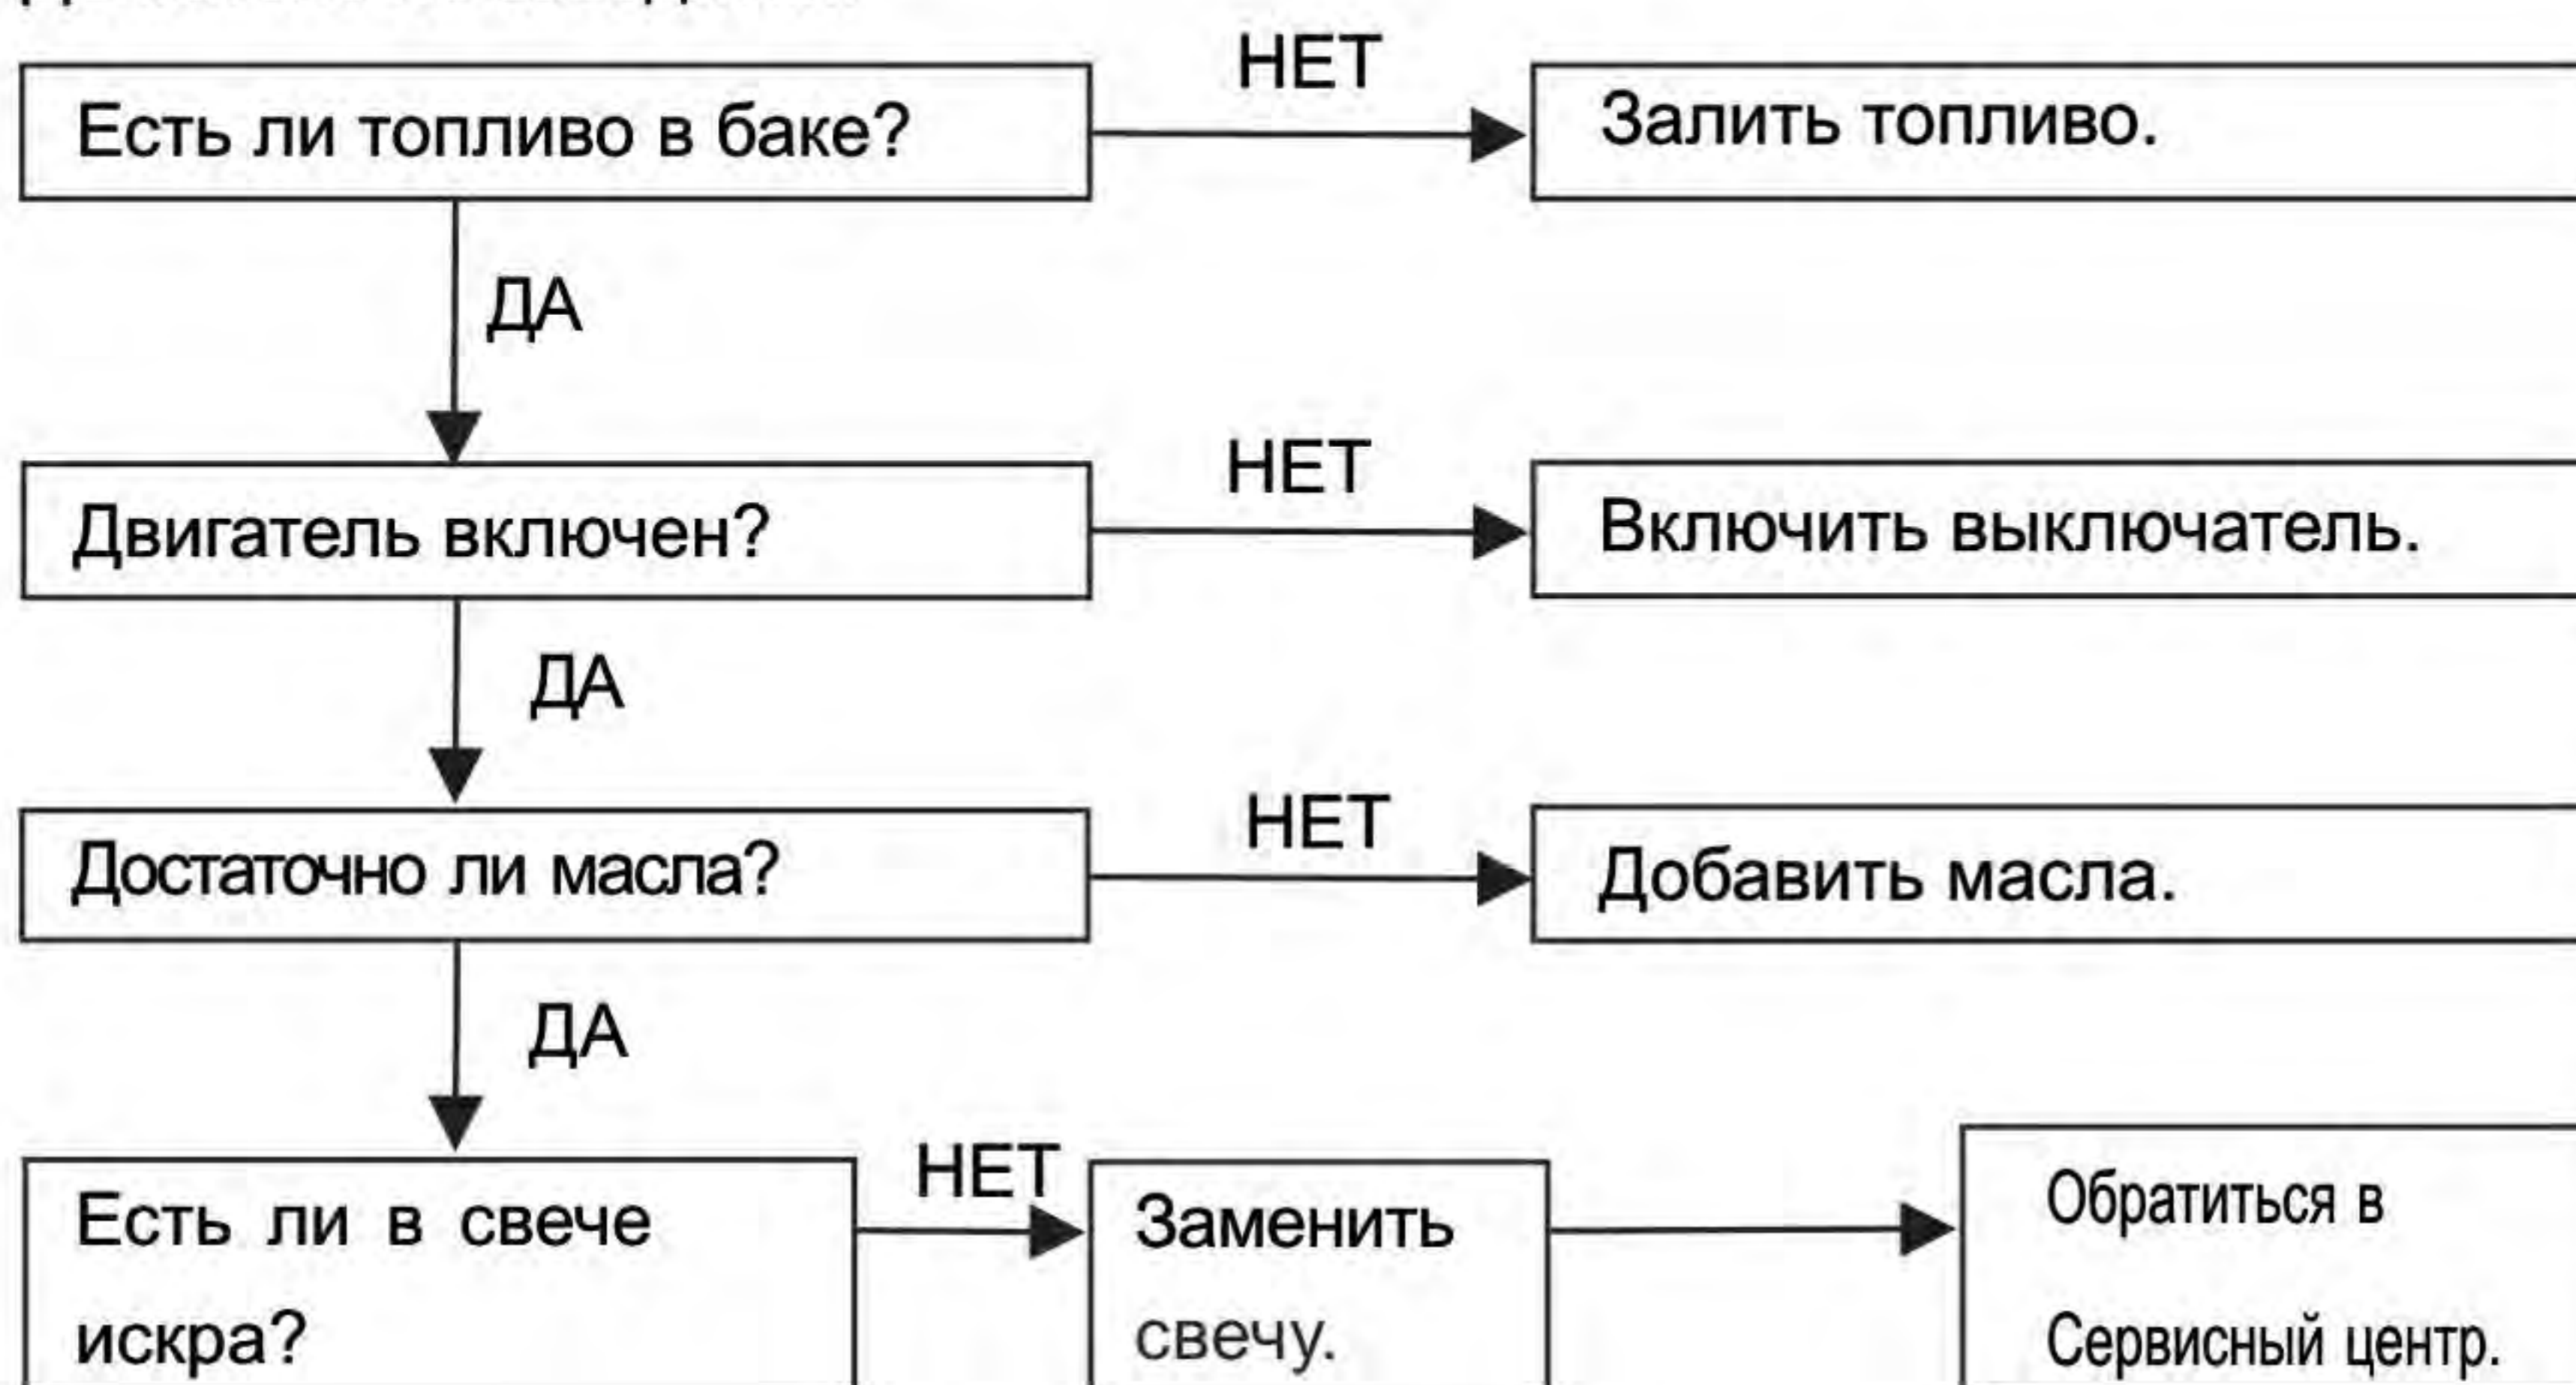 НЕТ
Есть ли топливо в баке?
Залить топливо.
ДА
НЕТ
Двигатель включен?
Включить выключатель.
ДА
НЕТ
Достаточно ли масла?
Добавить масла.
ДА
НЕТ
Есть ли в свече
искра?
Заменить
свечу.
Обратиться в
Сервисный центр.